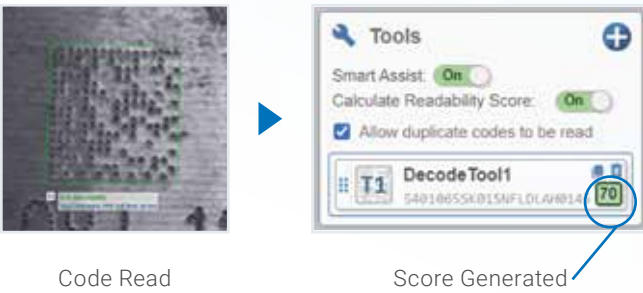 Tools
Smart Assist: On
Calculate Readability Score: On
Allow duplicate codes to be read
T1
DecodeTool1
70
Code Read
Score Generated